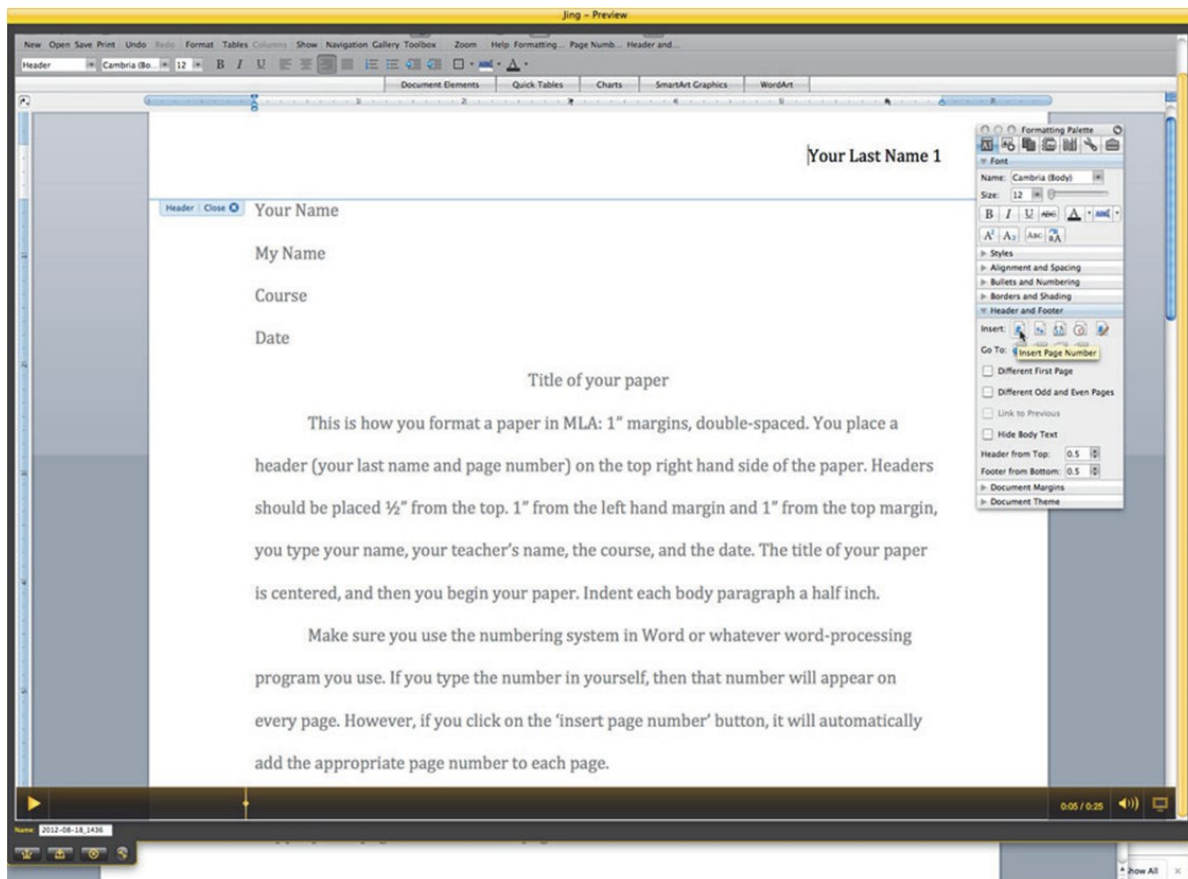 Jing – Preview
New Open Save Print Undo Redo Format Tables Columns Show Navigation Gallery Toolbox Zoom Help Formatting... Page Numb... Header and...
Header Cambria (Bo... 12 B I U
Document Elements Quick Tables Charts SmartArt Graphics WordArt
Your Last Name 1
Header Close
Your Name
My Name
Course
Date
Title of your paper
This is how you format a paper in MLA: 1” margins, double-spaced. You place a
header (your last name and page number) on the top right hand side of the paper. Headers
should be placed ½” from the top. 1” from the left hand margin and 1” from the top margin,
you type your name, your teacher’s name, the course, and the date. The title of your paper
is centered, and then you begin your paper. Indent each body paragraph a half inch.
Make sure you use the numbering system in Word or whatever word-processing
program you use. If you type the number in yourself, then that number will appear on
every page. However, if you click on the ‘insert page number’ button, it will automatically
add the appropriate page number to each page.
Formatting Palette
Font
Name: Cambria (Body)
Size: 12
B I U ABC A ABC
A² A₂ ABC aA
Styles
Alignment and Spacing
Bullets and Numbering
Borders and Shading
Header and Footer
Insert:
Go To:
Insert Page Number
Different First Page
Different Odd and Even Pages
Link to Previous
Hide Body Text
Header from Top: 0.5
Footer from Bottom: 0.5
Document Margins
Document Theme
0:05 / 0:25
Name: 2012-08-18_1436
how All